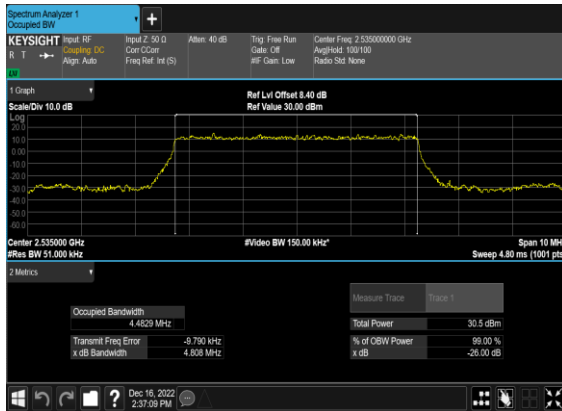 Spectrum Analyzer 1
Occupied BW
+
KEYSIGHT
R T
Input: RF
Coupling: DC
Align: Auto
Input Z: 50 Ω
Corr CCorr
Freq Ref: Int (S)
Atten: 40 dB
Trig: Free Run
Gate: Off
#IF Gain: Low
Center Freq: 2.535000000 GHz
Avg|Hold: 100/100
Radio Std: None
1 Graph
Scale/Div 10.0 dB
Ref Lvl Offset 8.40 dB
Ref Value 30.00 dBm
Log
20.0
10.0
0.00
-10.0
-20.0
-30.0
-40.0
-50.0
-60.0
Center 2.535000 GHz
#Res BW 51.000 kHz
#Video BW 150.00 kHz*
Span 10 MH
Sweep 4.80 ms (1001 pts
2 Metrics
Measure Trace
Trace 1
Occupied Bandwidth
4.4829 MHz
Total Power
30.5 dBm
Transmit Freq Error
-9.790 kHz
% of OBW Power
99.00 %
x dB Bandwidth
4.808 MHz
x dB
-26.00 dB
?
Dec 16, 2022
2:37:09 PM